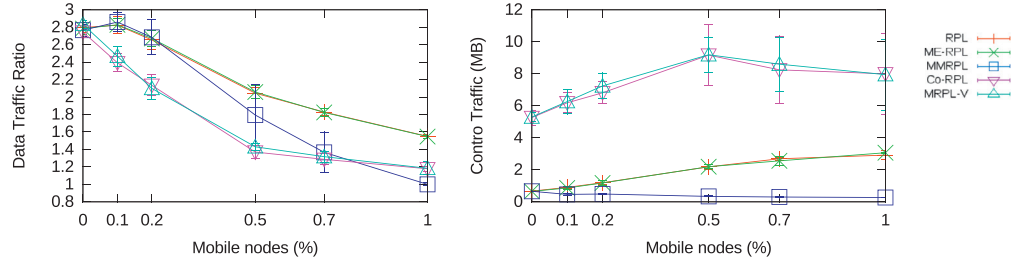 Data Traffic Ratio
3
2.8
2.6
2.4
2.2
2
1.8
1.6
1.4
1.2
1
0.8
0 0.1 0.2 0.5 0.7 1
Mobile nodes (%)
Contro Traffic (MB)
12
10
8
6
4
2
0
0 0.1 0.2 0.5 0.7 1
Mobile nodes (%)
RPL
ME-RPL
MMRPL
Co-RPL
MRPL-V